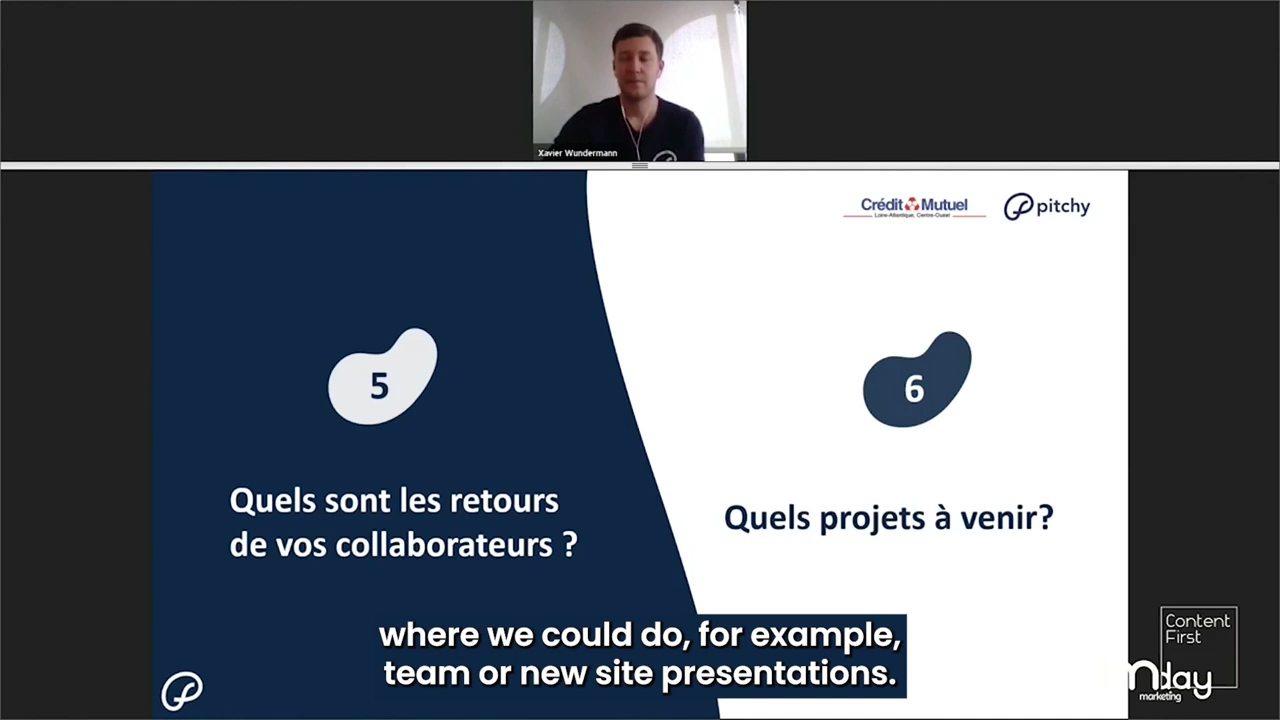 Xavier Wundermann
Crédit Mutuel
Loire-Atlantique, Centre-Ouest
pitchy
5
6
Quels sont les retours
de vos collaborateurs ?
Quels projets à venir?
where we could do, for example,
team or new site presentations.
Content
First
mday
marketing